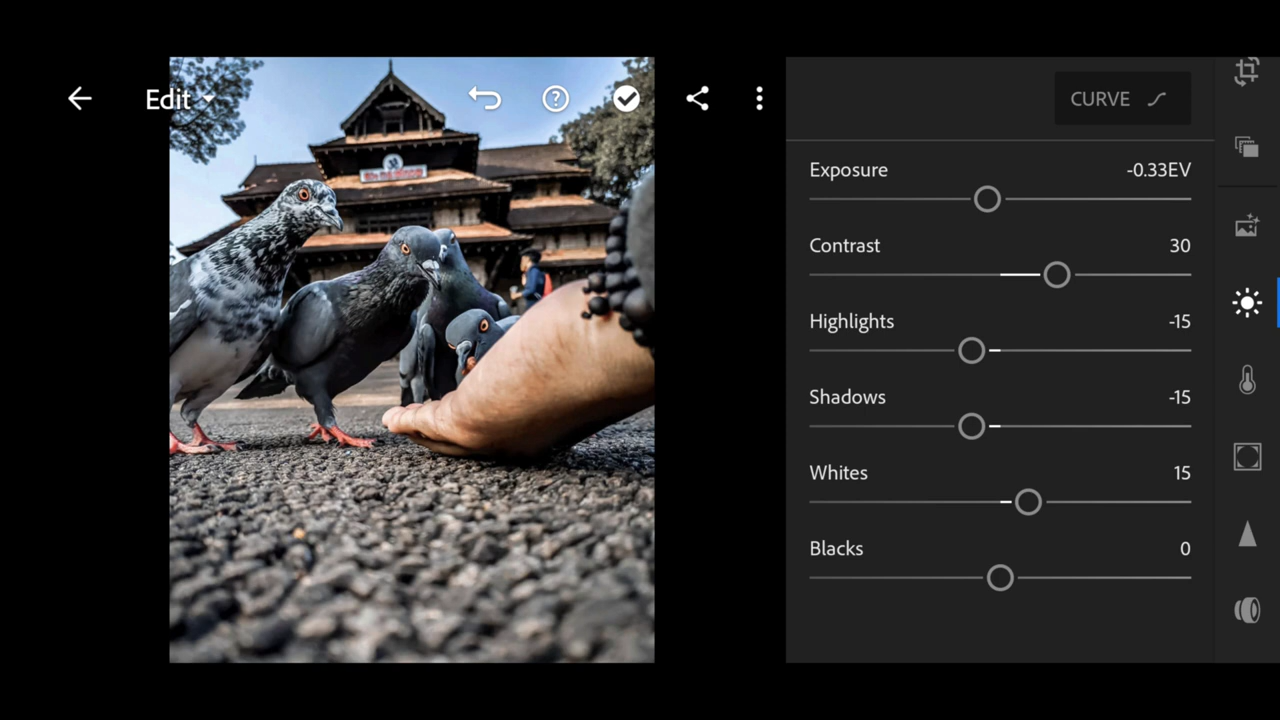 Edit
CURVE
Exposure -0.33EV
Contrast 30
Highlights -15
Shadows -15
Whites 15
Blacks 0